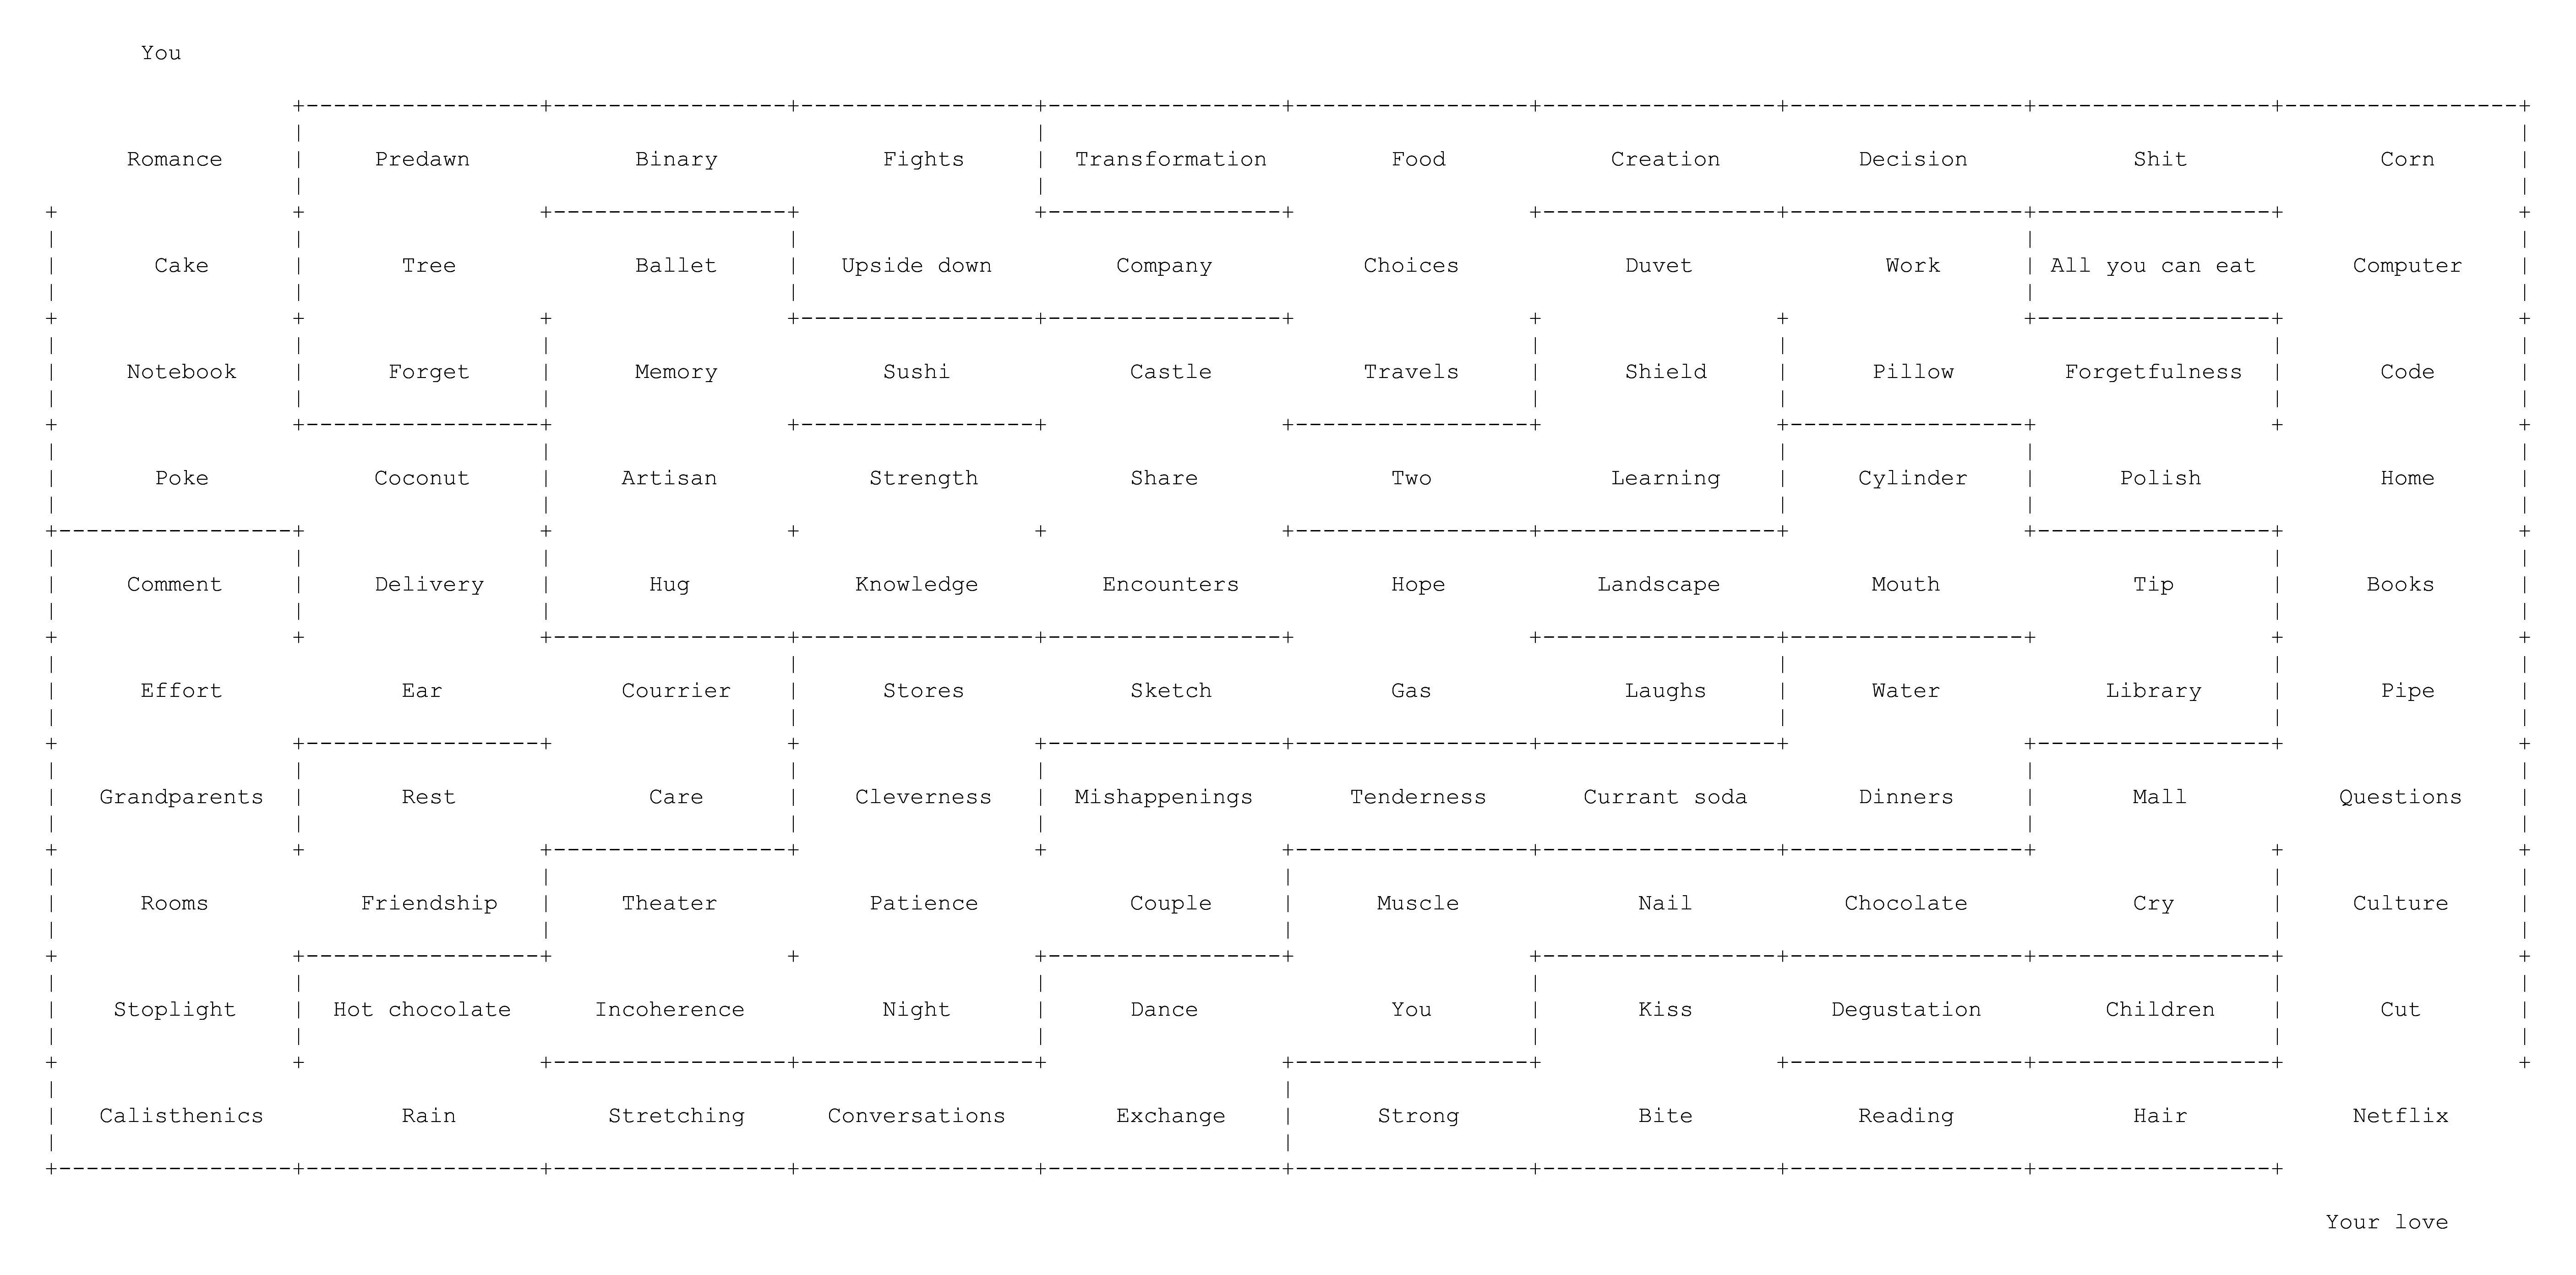 You
Romance Predawn Binary Fights Transformation Food Creation Decision Shit Corn
Cake Tree Ballet Upside down Company Choices Duvet Work All you can eat Computer
Notebook Forget Memory Sushi Castle Travels Shield Pillow Forgetfulness Code
Poke Coconut Artisan Strength Share Two Learning Cylinder Polish Home
Comment Delivery Hug Knowledge Encounters Hope Landscape Mouth Tip Books
Effort Ear Courrier Stores Sketch Gas Laughs Water Library Pipe
Grandparents Rest Care Cleverness Mishappenings Tenderness Currant soda Dinners Mall Questions
Rooms Friendship Theater Patience Couple Muscle Nail Chocolate Cry Culture
Stoplight Hot chocolate Incoherence Night Dance You Kiss Degustation Children Cut
Calisthenics Rain Stretching Conversations Exchange Strong Bite Reading Hair Netflix
Your love